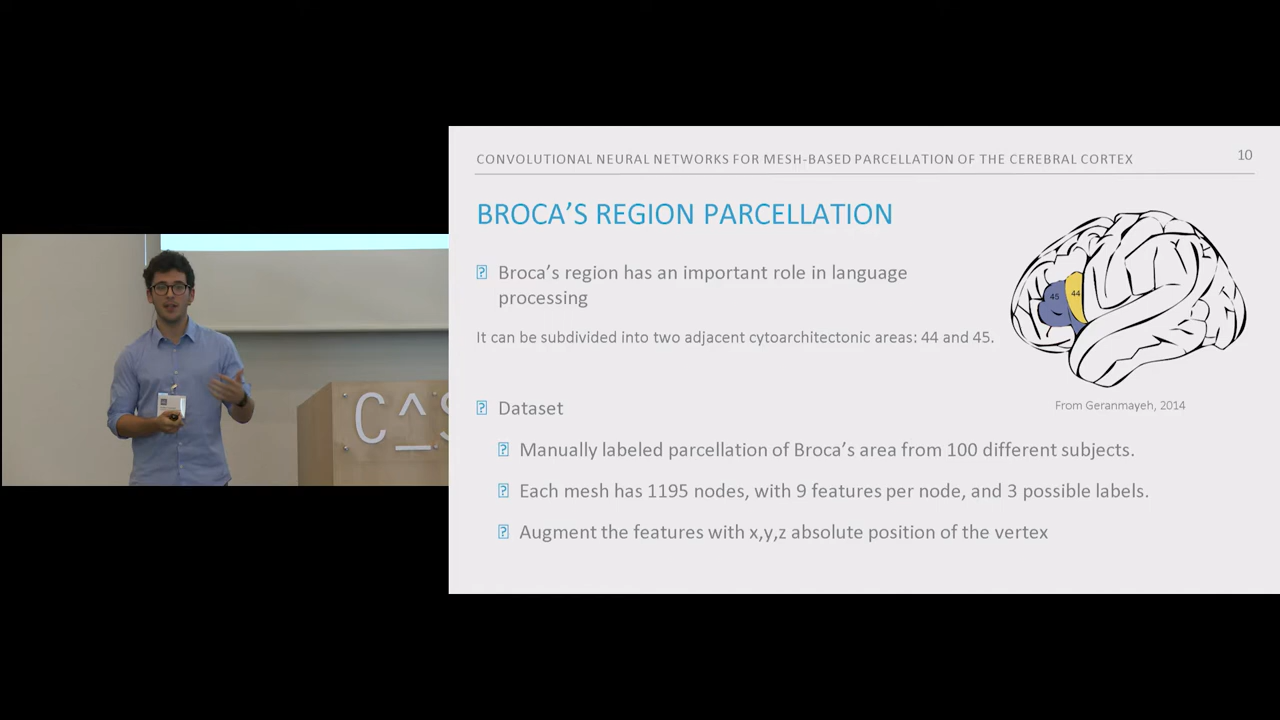 CONVOLUTIONAL NEURAL NETWORKS FOR MESH-BASED PARCELLATION OF THE CEREBRAL CORTEX
10
BROCA’S REGION PARCELLATION
Broca’s region has an important role in language
processing
It can be subdivided into two adjacent cytoarchitectonic areas: 44 and 45.
45
44
From Geranmayeh, 2014
Dataset
Manually labeled parcellation of Broca’s area from 100 different subjects.
Each mesh has 1195 nodes, with 9 features per node, and 3 possible labels.
Augment the features with x,y,z absolute position of the vertex